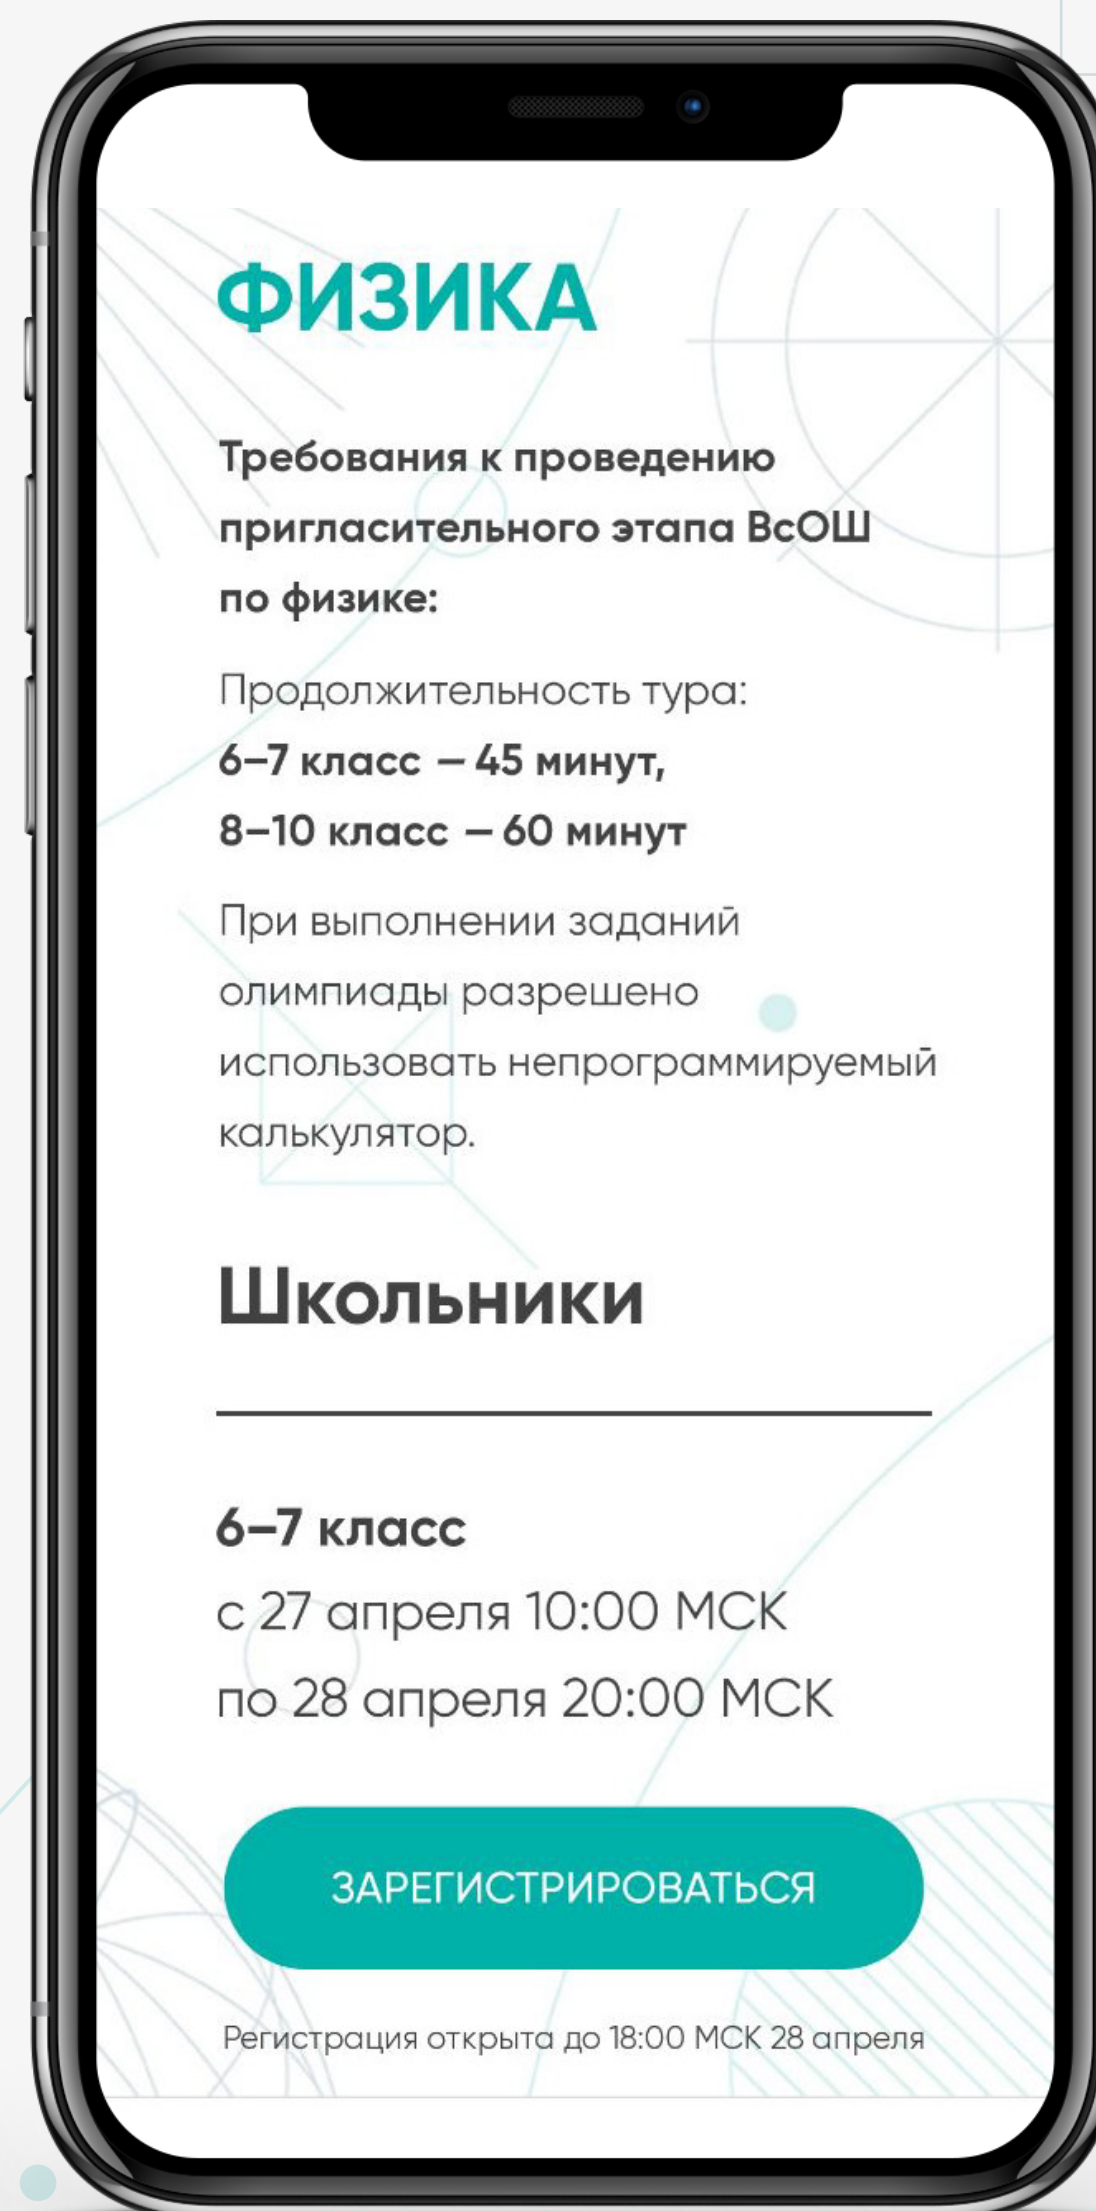 ФИЗИКА
Требования к проведению
пригласительного этапа ВсОШ
по физике:
Продолжительность тура:
6–7 класс — 45 минут,
8–10 класс — 60 минут
При выполнении заданий
олимпиады разрешено
использовать непрограммируемый
калькулятор.
Школьники
6–7 класс
с 27 апреля 10:00 МСК
по 28 апреля 20:00 МСК
ЗАРЕГИСТРИРОВАТЬСЯ
Регистрация открыта до 18:00 МСК 28 апреля